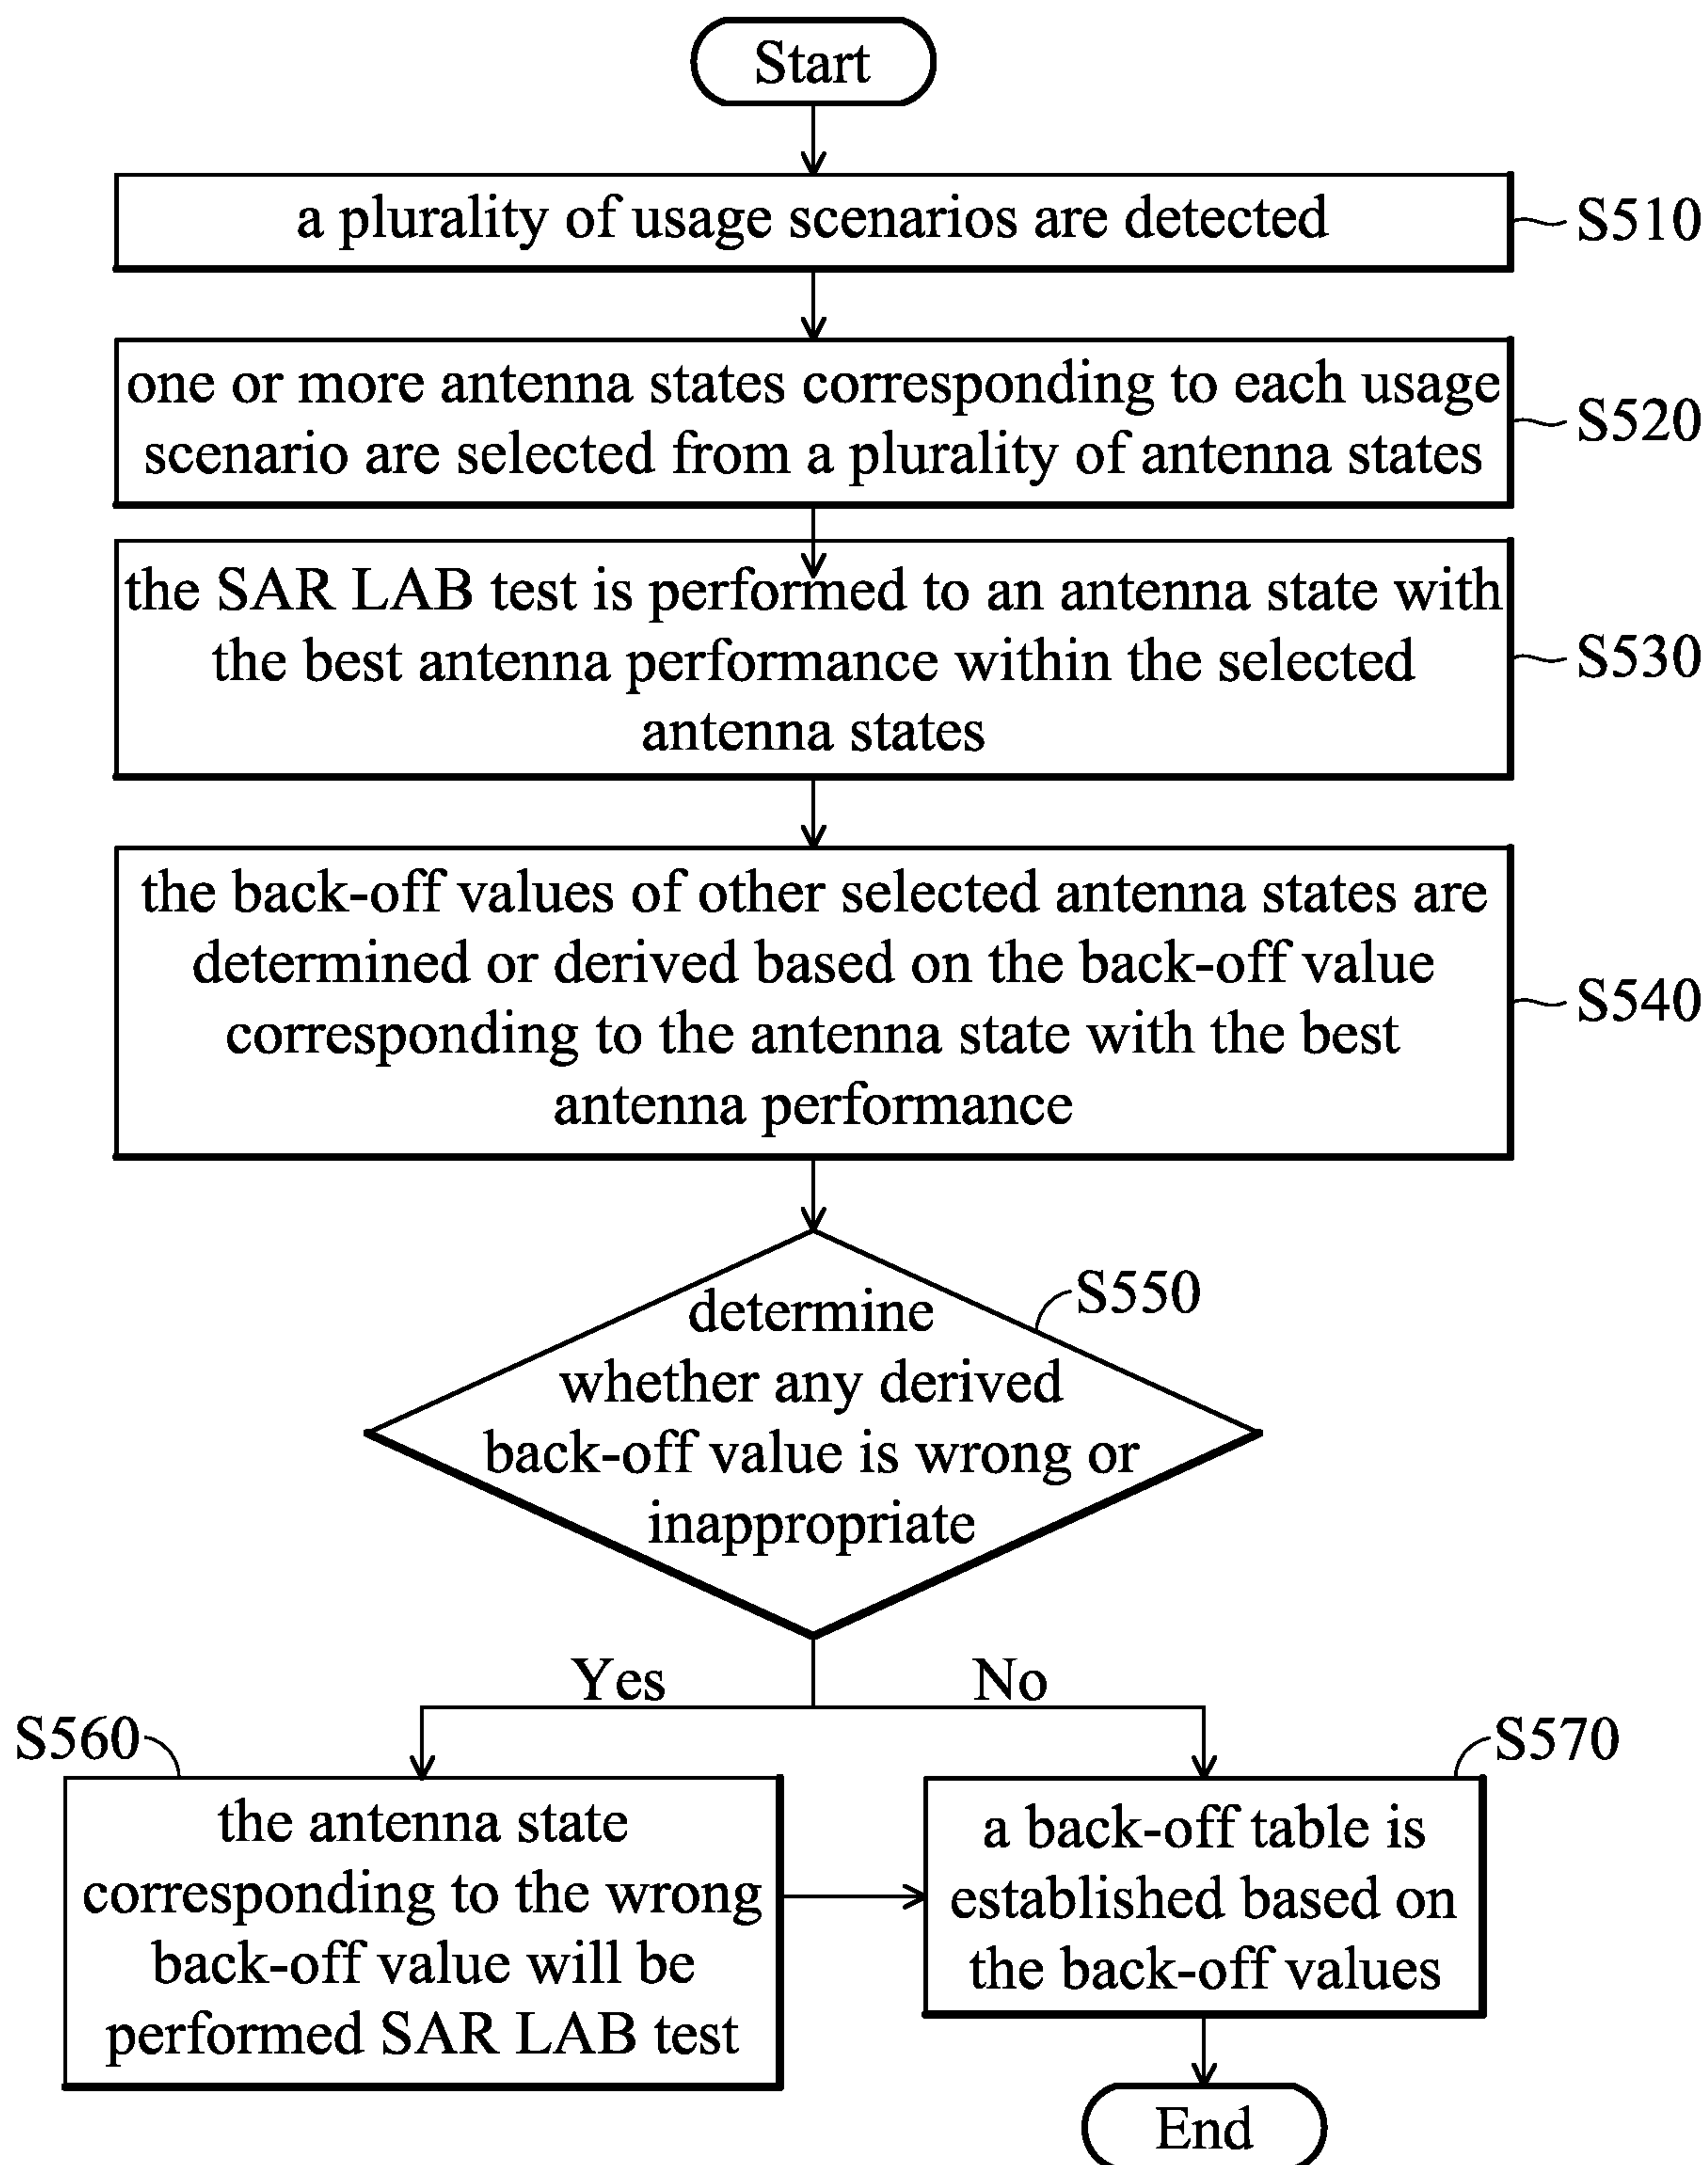 Start
a plurality of usage scenarios are detected
S510
one or more antenna states corresponding to each usage
scenario are selected from a plurality of antenna states
S520
the SAR LAB test is performed to an antenna state with
the best antenna performance within the selected
antenna states
S530
the back-off values of other selected antenna states are
determined or derived based on the back-off value
corresponding to the antenna state with the best
antenna performance
S540
determine
whether any derived
back-off value is wrong or
inappropriate
S550
Yes
No
S560
the antenna state
corresponding to the wrong
back-off value will be
performed SAR LAB test
S570
a back-off table is
established based on
the back-off values
End